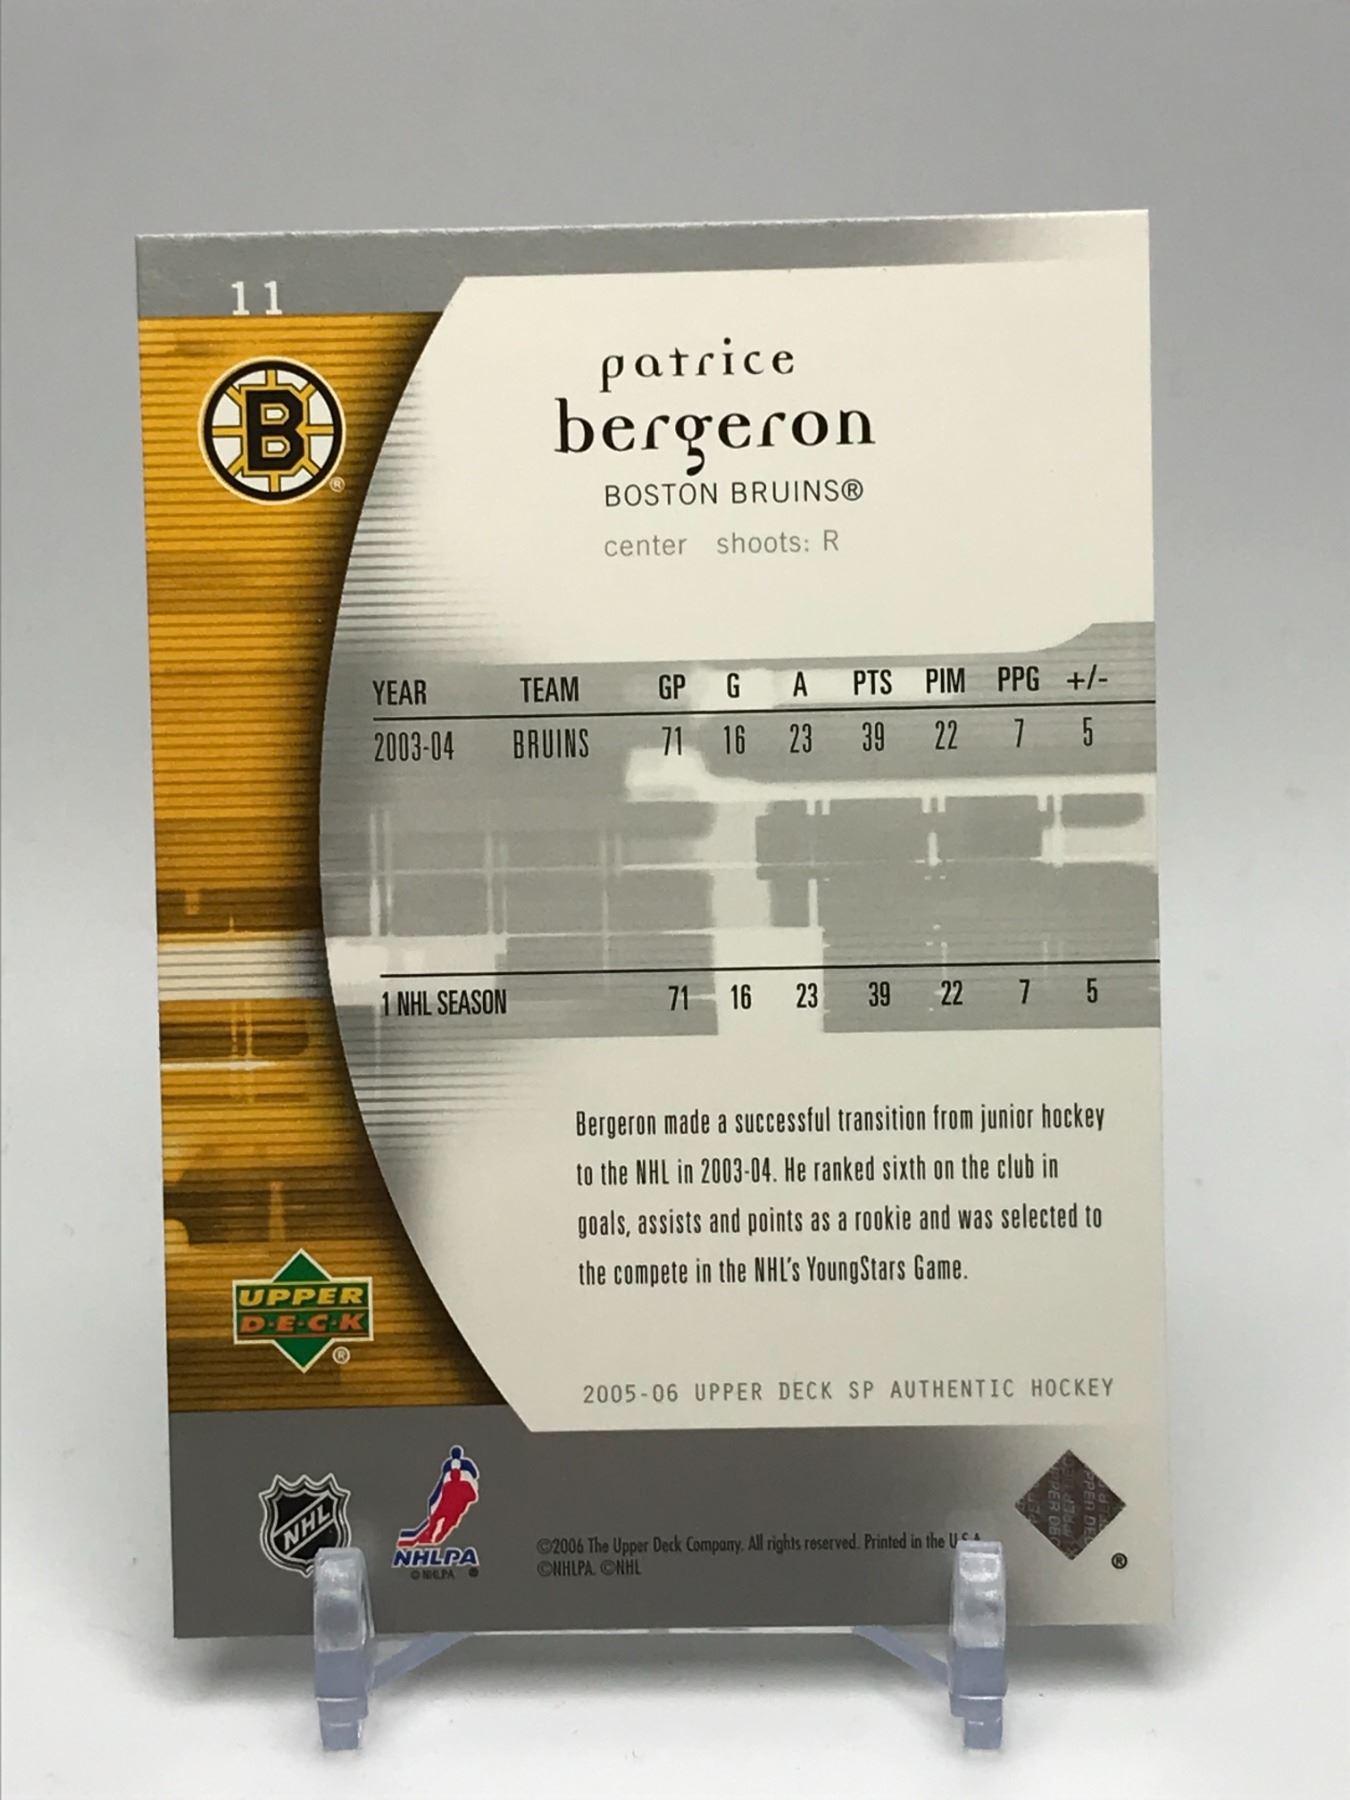 11
B
®
patrice
bergeron
BOSTON BRUINS®
center shoots: R
YEAR TEAM GP G A PTS PIM PPG +/-
2003-04 BRUINS 71 16 23 39 22 7 5
1 NHL SEASON 71 16 23 39 22 7 5
Bergeron made a successful transition from junior hockey
to the NHL in 2003-04. He ranked sixth on the club in
goals, assists and points as a rookie and was selected to
the compete in the NHL's YoungStars Game.
UPPER
D·E·C·K
®
2005-06 UPPER DECK SP AUTHENTIC HOCKEY
NHL
NHLPA
©NHLPA ®
©2006 The Upper Deck Company. All rights reserved. Printed in the U.S.A.
©NHLPA. ©NHL
®